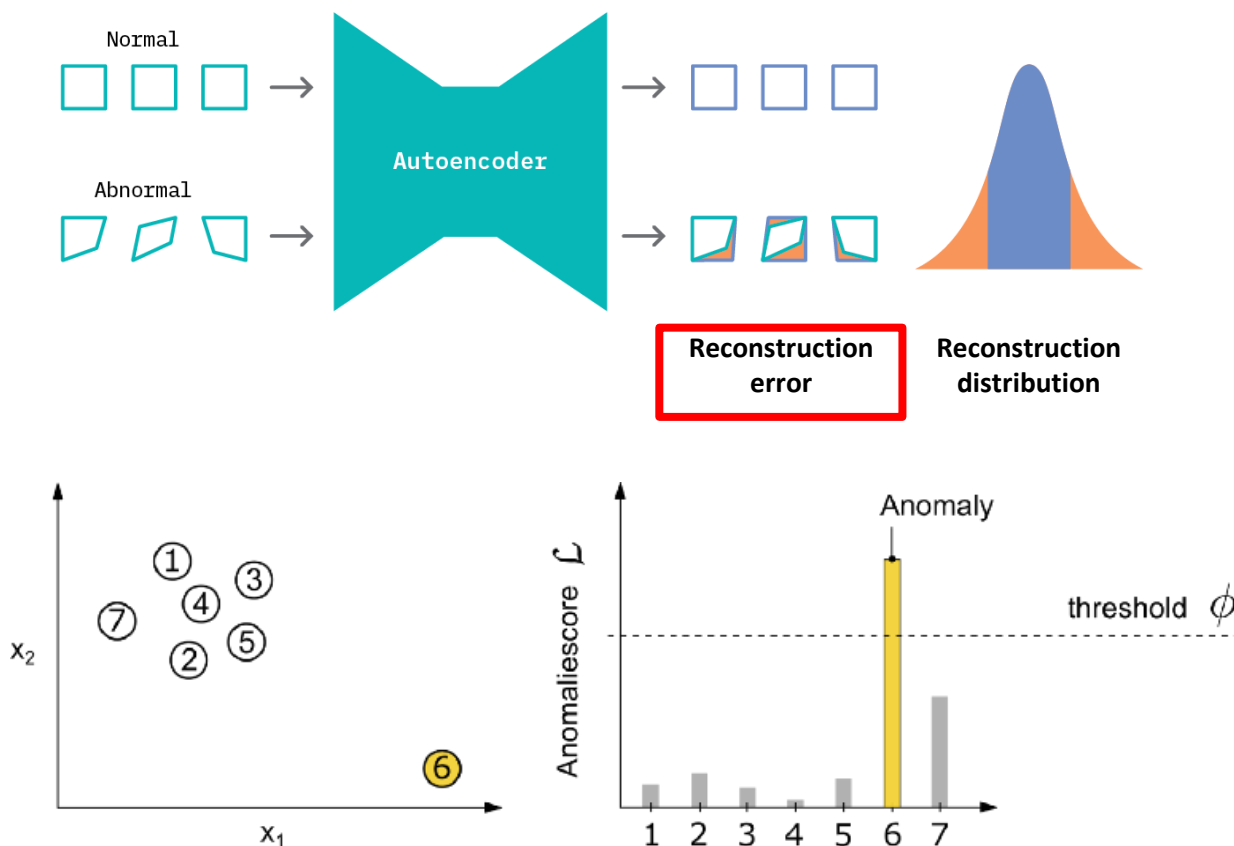 Normal
Abnormal
Autoencoder
Reconstruction
error
Reconstruction
distribution
x₂
1
3
4
7
5
2
6
x₁
Anomaliescore ℒ
Anomaly
threshold ϕ
1 2 3 4 5 6 7